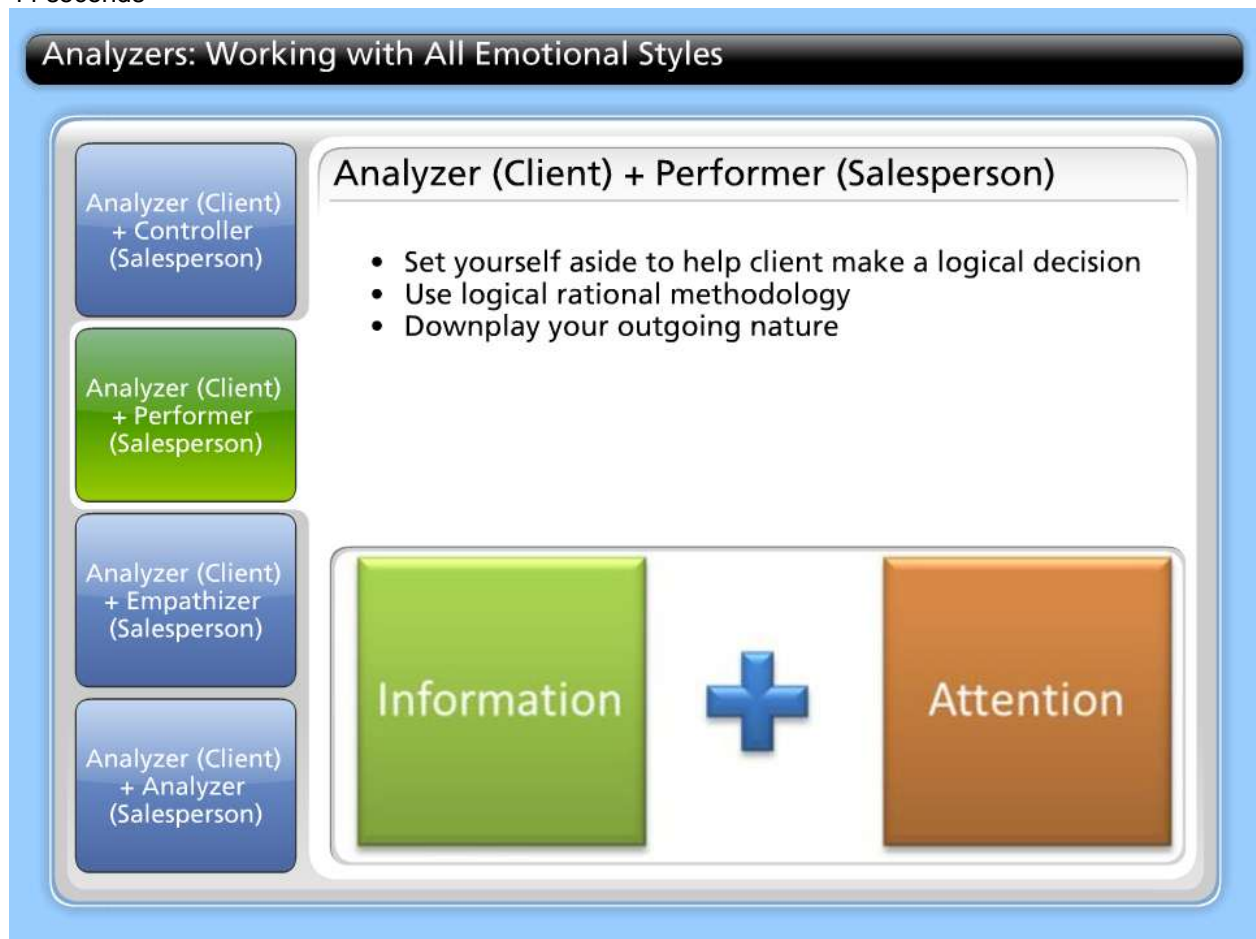 Analyzers: Working with All Emotional Styles
Analyzer (Client)
+ Controller
(Salesperson)
Analyzer (Client)
+ Performer
(Salesperson)
Analyzer (Client)
+ Empathizer
(Salesperson)
Analyzer (Client)
+ Analyzer
(Salesperson)
Analyzer (Client) + Performer (Salesperson)
• Set yourself aside to help client make a logical decision
• Use logical rational methodology
• Downplay your outgoing nature
Information
Attention